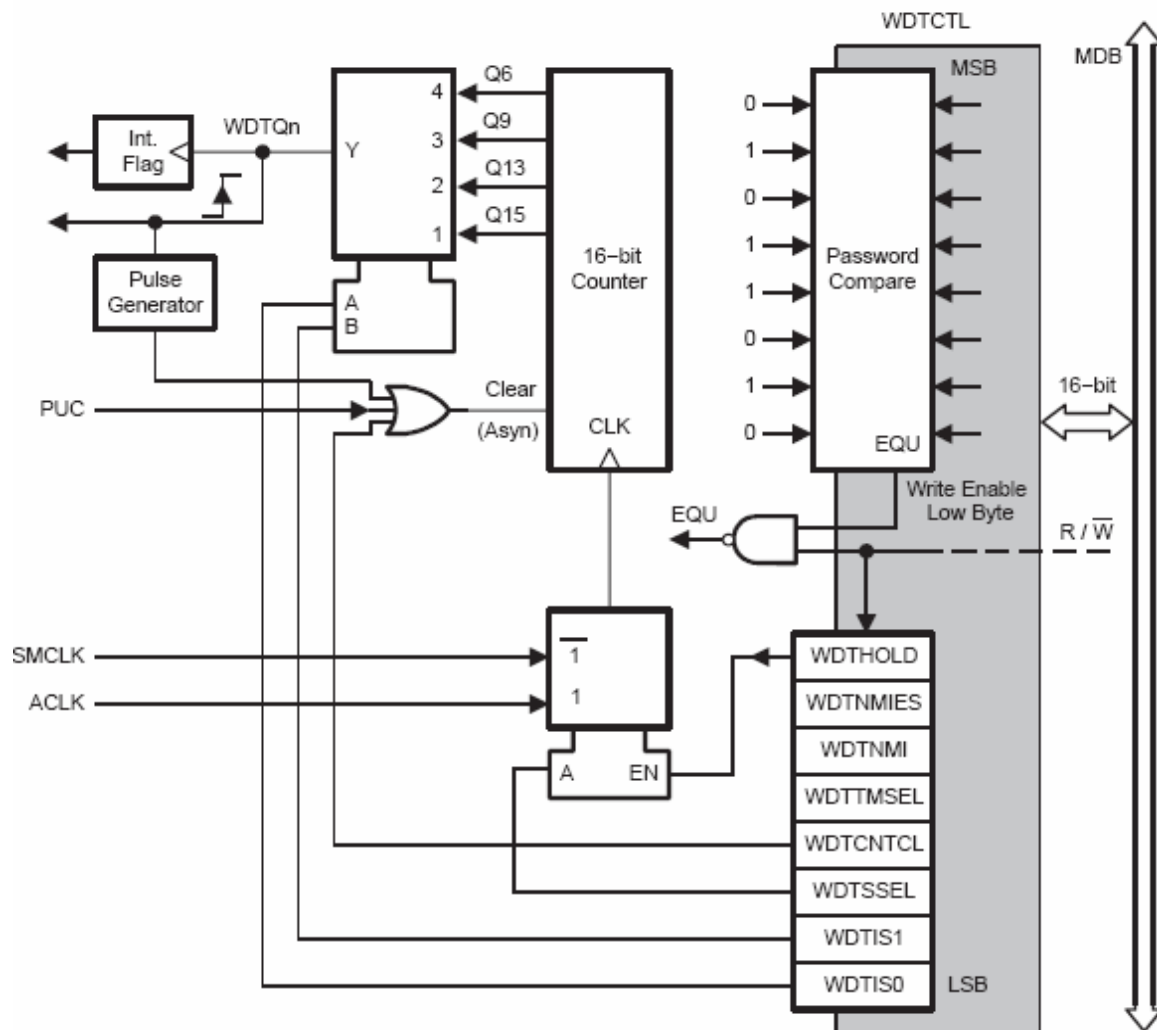 WDTCTL
MDB
MSB
Int.
Flag
WDTQn
Y
4
3
2
1
Q6
Q9
Q13
Q15
16–bit
Counter
0
1
0
1
1
0
1
0
Password
Compare
EQU
16–bit
Pulse
Generator
A
B
PUC
Clear
(Asyn)
CLK
Write Enable
Low Byte
EQU
R / W̅
SMCLK
ACLK
1̅
1
A
EN
WDTHOLD
WDTNMIES
WDTNMI
WDTTMSEL
WDTCNTCL
WDTSSEL
WDTIS1
WDTIS0
LSB